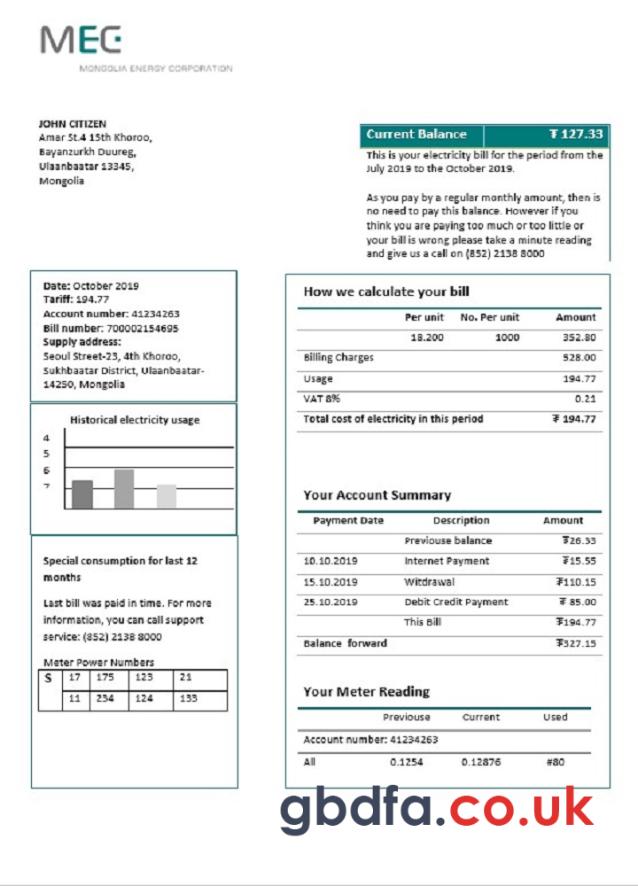 MEC
MONGOLIA ENERGY CORPORATION
JOHN CITIZEN
Amar St.4 15th Khoroo,
Bayanzurkh Duureg,
Ulaanbaatar 13345,
Mongolia
Current Balance ₮ 127.33
This is your electricity bill for the period from the
July 2019 to the October 2019.
As you pay by a regular monthly amount, then is
no need to pay this balance. However if you
think you are paying too much or too little or
your bill is wrong please take a minute reading
and give us a call on (852) 2138 8000
Date: October 2019
Tariff: 194.77
Account number: 41234263
Bill number: 700002154695
Supply address:
Seoul Street-23, 4th Khoroo,
Sukhbaatar District, Ulaanbaatar-
14250, Mongolia
Historical electricity usage
4
5
6
7
Special consumption for last 12
months
Last bill was paid in time. For more
information, you can call support
service: (852) 2138 8000
Meter Power Numbers
S 17 175 123 21
11 234 124 133
How we calculate your bill
Per unit No. Per unit Amount
18.200 1000 352.80
Billing Charges 528.00
Usage 194.77
VAT 8% 0.21
Total cost of electricity in this period ₮ 194.77
Your Account Summary
Payment Date Description Amount
Previouse balance ₮26.33
10.10.2019 Internet Payment ₮15.55
15.10.2019 Witdrawal ₮110.15
25.10.2019 Debit Credit Payment ₮ 85.00
This Bill ₮194.77
Balance forward ₮327.15
Your Meter Reading
Previouse Current Used
Account number: 41234263
All 0.1254 0.12876 #80
gbdfa.co.uk